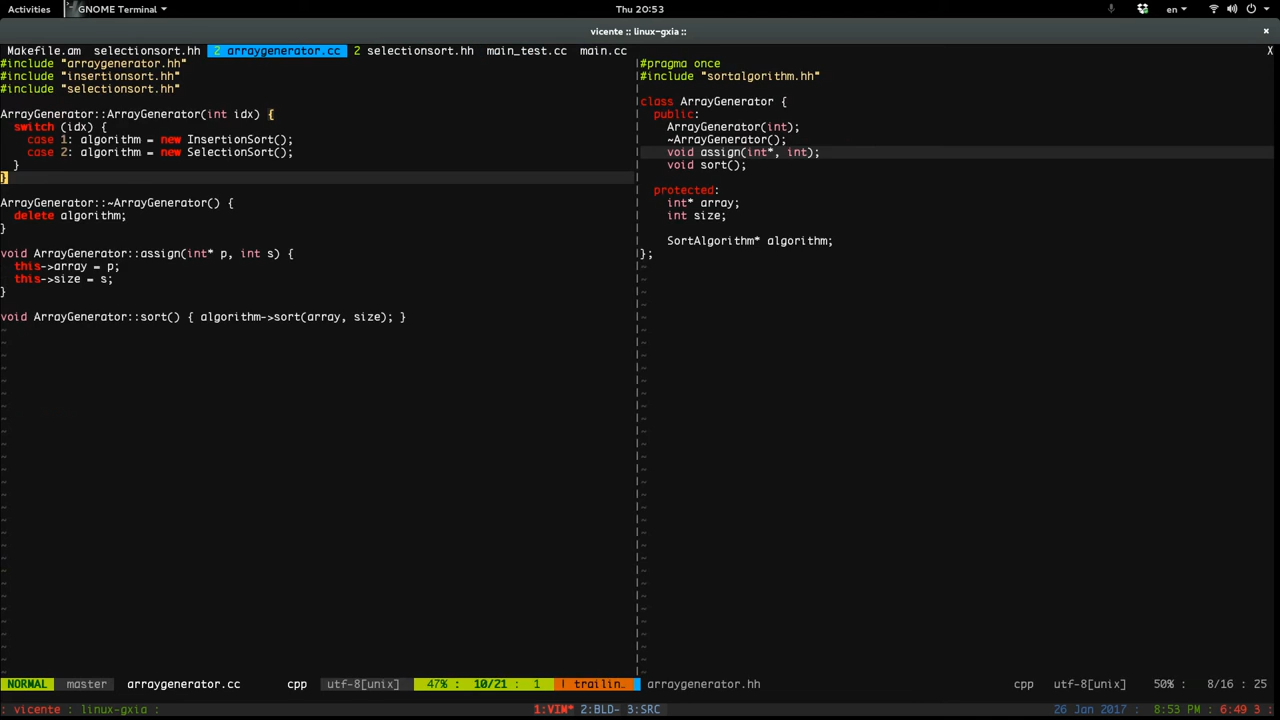 Activities GNOME Terminal Thu 20:53 en
vicente :: linux-gxia ::
Makefile.am selectionsort.hh 2 arraygenerator.cc 2 selectionsort.hh main_test.cc main.cc X
#include "arraygenerator.hh"
#include "insertionsort.hh"
#include "selectionsort.hh"
ArrayGenerator::ArrayGenerator(int idx) {
switch (idx) {
case 1: algorithm = new InsertionSort();
case 2: algorithm = new SelectionSort();
}
}
ArrayGenerator::~ArrayGenerator() {
delete algorithm;
}
void ArrayGenerator::assign(int* p, int s) {
this->array = p;
this->size = s;
}
void ArrayGenerator::sort() { algorithm->sort(array, size); }
#pragma once
#include "sortalgorithm.hh"
class ArrayGenerator {
public:
ArrayGenerator(int);
~ArrayGenerator();
void assign(int*, int);
void sort();
protected:
int* array;
int size;
SortAlgorithm* algorithm;
};
NORMAL master arraygenerator.cc cpp utf-8[unix] 47% : 10/21 : 1 ! trailin… arraygenerator.hh cpp utf-8[unix] 50% : 8/16 : 25
: vicente : linux-gxia : 1:VIM* 2:BLD- 3:SRC 26 Jan 2017 : 8:53 PM : 6:49 3 :